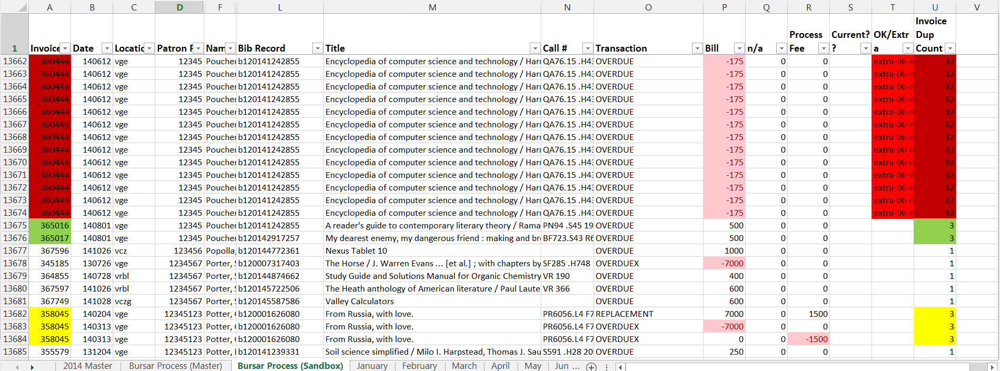 A B C D F L M N O P Q R S T U V
1 Invoice Date Locatic Patron F Nam Bib Record Title Call # Transaction Bill n/a Process Fee Current? ? OK/Extr a Invoice Dup Count
13662 360444 140612 vge 12345 Poucher b120141242855 Encyclopedia of computer science and technology / Harr QA76.15 .H43 OVERDUE -175 0 0 extra-06-re 32
13663 360444 140612 vge 12345 Poucher b120141242855 Encyclopedia of computer science and technology / Harr QA76.15 .H43 OVERDUE -175 0 0 extra-06-re 32
13664 360444 140612 vge 12345 Poucher b120141242855 Encyclopedia of computer science and technology / Harr QA76.15 .H43 OVERDUE -175 0 0 extra-06-re 32
13665 360444 140612 vge 12345 Poucher b120141242855 Encyclopedia of computer science and technology / Harr QA76.15 .H43 OVERDUE -175 0 0 extra-06-re 32
13666 360444 140612 vge 12345 Poucher b120141242855 Encyclopedia of computer science and technology / Harr QA76.15 .H43 OVERDUE -175 0 0 extra-06-re 32
13667 360444 140612 vge 12345 Poucher b120141242855 Encyclopedia of computer science and technology / Harr QA76.15 .H43 OVERDUE -175 0 0 extra-06-re 32
13668 360444 140612 vge 12345 Poucher b120141242855 Encyclopedia of computer science and technology / Harr QA76.15 .H43 OVERDUE -175 0 0 extra-06-re 32
13669 360444 140612 vge 12345 Poucher b120141242855 Encyclopedia of computer science and technology / Harr QA76.15 .H43 OVERDUE -175 0 0 extra-06-re 32
13670 360444 140612 vge 12345 Poucher b120141242855 Encyclopedia of computer science and technology / Harr QA76.15 .H43 OVERDUE -175 0 0 extra-06-re 32
13671 360444 140612 vge 12345 Poucher b120141242855 Encyclopedia of computer science and technology / Harr QA76.15 .H43 OVERDUE -175 0 0 extra-06-re 32
13672 360444 140612 vge 12345 Poucher b120141242855 Encyclopedia of computer science and technology / Harr QA76.15 .H43 OVERDUE -175 0 0 extra-06-re 32
13673 360444 140612 vge 12345 Poucher b120141242855 Encyclopedia of computer science and technology / Harr QA76.15 .H43 OVERDUE -175 0 0 extra-06-re 32
13674 360444 140612 vge 12345 Poucher b120141242855 Encyclopedia of computer science and technology / Harr QA76.15 .H43 OVERDUE -175 0 0 extra-06-re 32
13675 365016 140801 vge 12345 Poucher b120141208522 A reader's guide to contemporary literary theory / Rama PN94 .S45 19 OVERDUE 500 0 0 3
13676 365017 140801 vge 12345 Poucher b120142917257 My dearest enemy, my dangerous friend : making and bre BF723.S43 R6 OVERDUE 500 0 0 3
13677 367596 141026 vcz 123456 Popolla, b120144772361 Nexus Tablet 10 OVERDUE 1000 0 0 1
13678 345185 130726 vge 1234567 Porter, S b120007317403 The Horse / J. Warren Evans ... [et al.] ; with chapters by SF285 .H748 OVERDUEX -7000 0 0 1
13679 364855 140728 vrbl 1234567 Porter, S b120144874662 Study Guide and Solutions Manual for Organic Chemistry VR 190 OVERDUE 400 0 0 1
13680 367597 141026 vrbl 1234567 Porter, S b120145722506 The Heath anthology of American literature / Paul Laute VR 366 OVERDUE 600 0 0 1
13681 367749 141028 vczg 1234567 Porter, S b120145587586 Valley Calculators OVERDUE 600 0 0 1
13682 358045 140204 vge 12345123 Potter, b120001626080 From Russia, with love. PR6056.L4 F7 REPLACEMENT 7000 0 1500 3
13683 358045 140313 vge 12345123 Potter, b120001626080 From Russia, with love. PR6056.L4 F7 OVERDUEX -7000 0 0 3
13684 358045 140313 vge 12345123 Potter, b120001626080 From Russia, with love. PR6056.L4 F7 OVERDUEX 0 0 -1500 3
13685 355579 131204 vge 12345123 Potter, b120141239331 Soil science simplified / Milo I. Harpstead, Thomas J. Sau S591 .H28 20 OVERDUE 250 0 0 1
2014 Master Bursar Process (Master) Bursar Process (Sandbox) January February March April May Jun ...